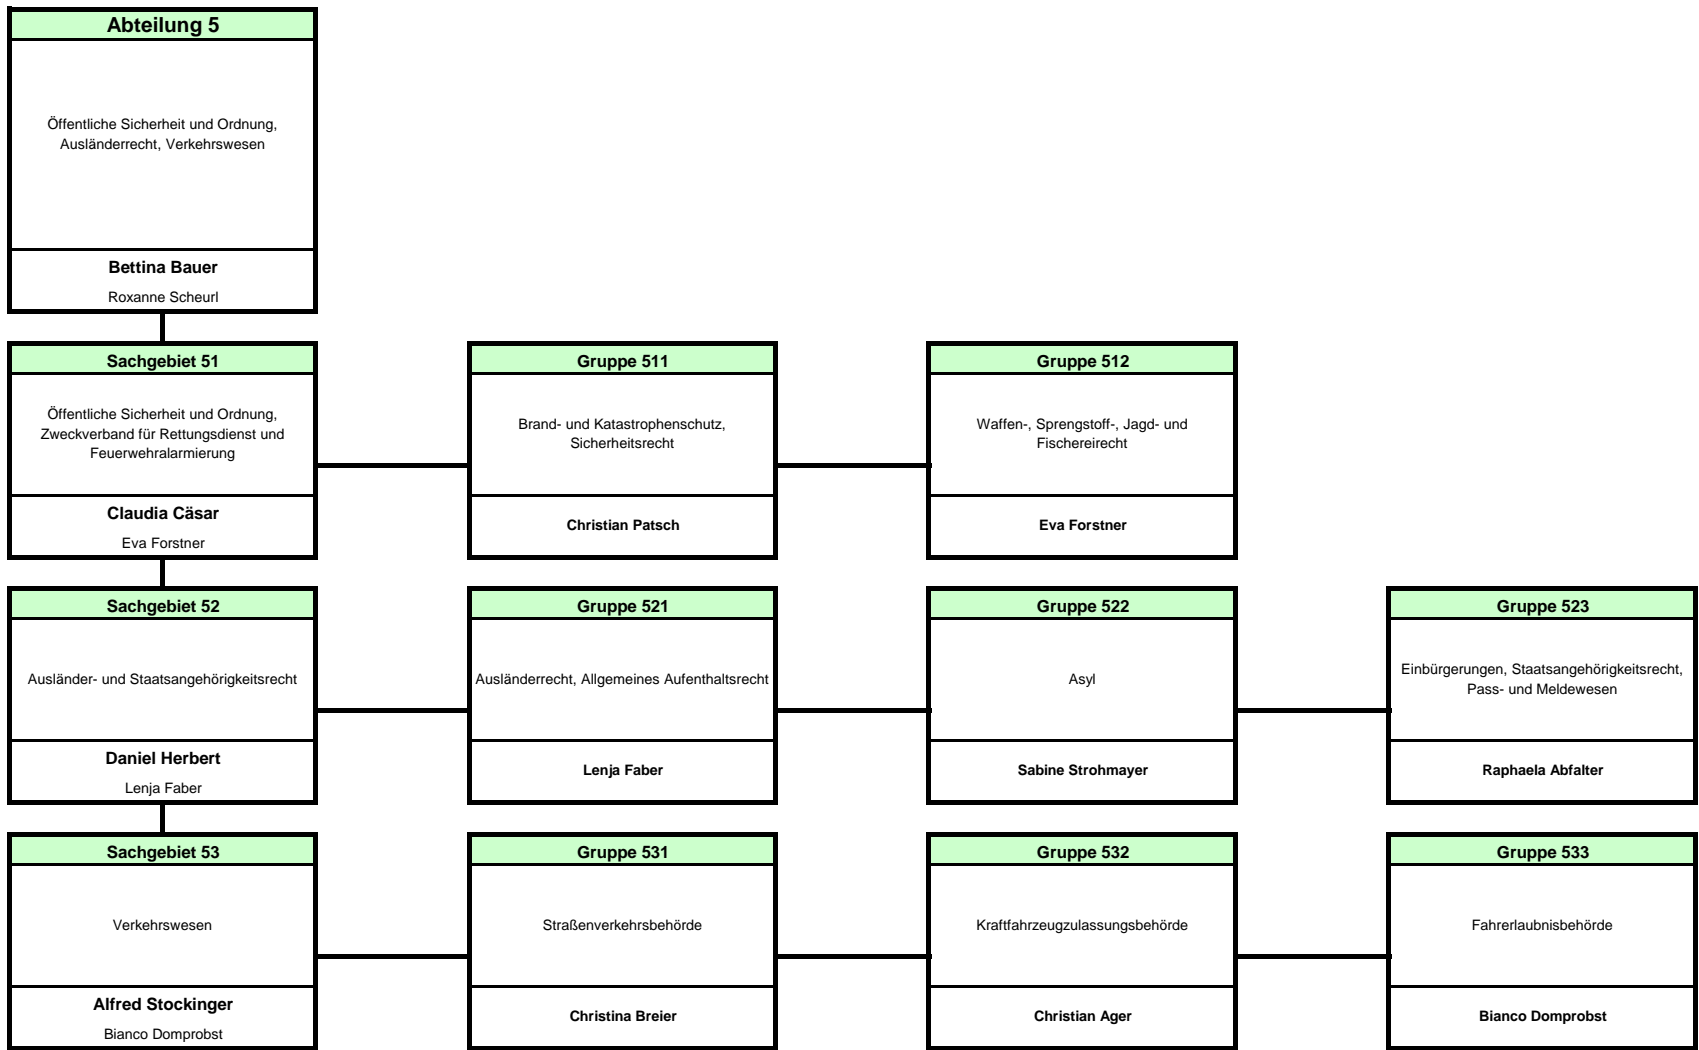 Abteilung 5
Öffentliche Sicherheit und Ordnung,
Ausländerrecht, Verkehrswesen
Bettina Bauer
Roxanne Scheurl
Sachgebiet 51
Öffentliche Sicherheit und Ordnung,
Zweckverband für Rettungsdienst und
Feuerwehralarmierung
Claudia Cäsar
Eva Forstner
Gruppe 511
Brand- und Katastrophenschutz,
Sicherheitsrecht
Christian Patsch
Gruppe 512
Waffen-, Sprengstoff-, Jagd- und
Fischereirecht
Eva Forstner
Sachgebiet 52
Ausländer- und Staatsangehörigkeitsrecht
Daniel Herbert
Lenja Faber
Gruppe 521
Ausländerrecht, Allgemeines Aufenthaltsrecht
Lenja Faber
Gruppe 522
Asyl
Sabine Strohmayer
Gruppe 523
Einbürgerungen, Staatsangehörigkeitsrecht,
Pass- und Meldewesen
Raphaela Abfalter
Sachgebiet 53
Verkehrswesen
Alfred Stockinger
Bianco Domprobst
Gruppe 531
Straßenverkehrsbehörde
Christina Breier
Gruppe 532
Kraftfahrzeugzulassungsbehörde
Christian Ager
Gruppe 533
Fahrerlaubnisbehörde
Bianco Domprobst